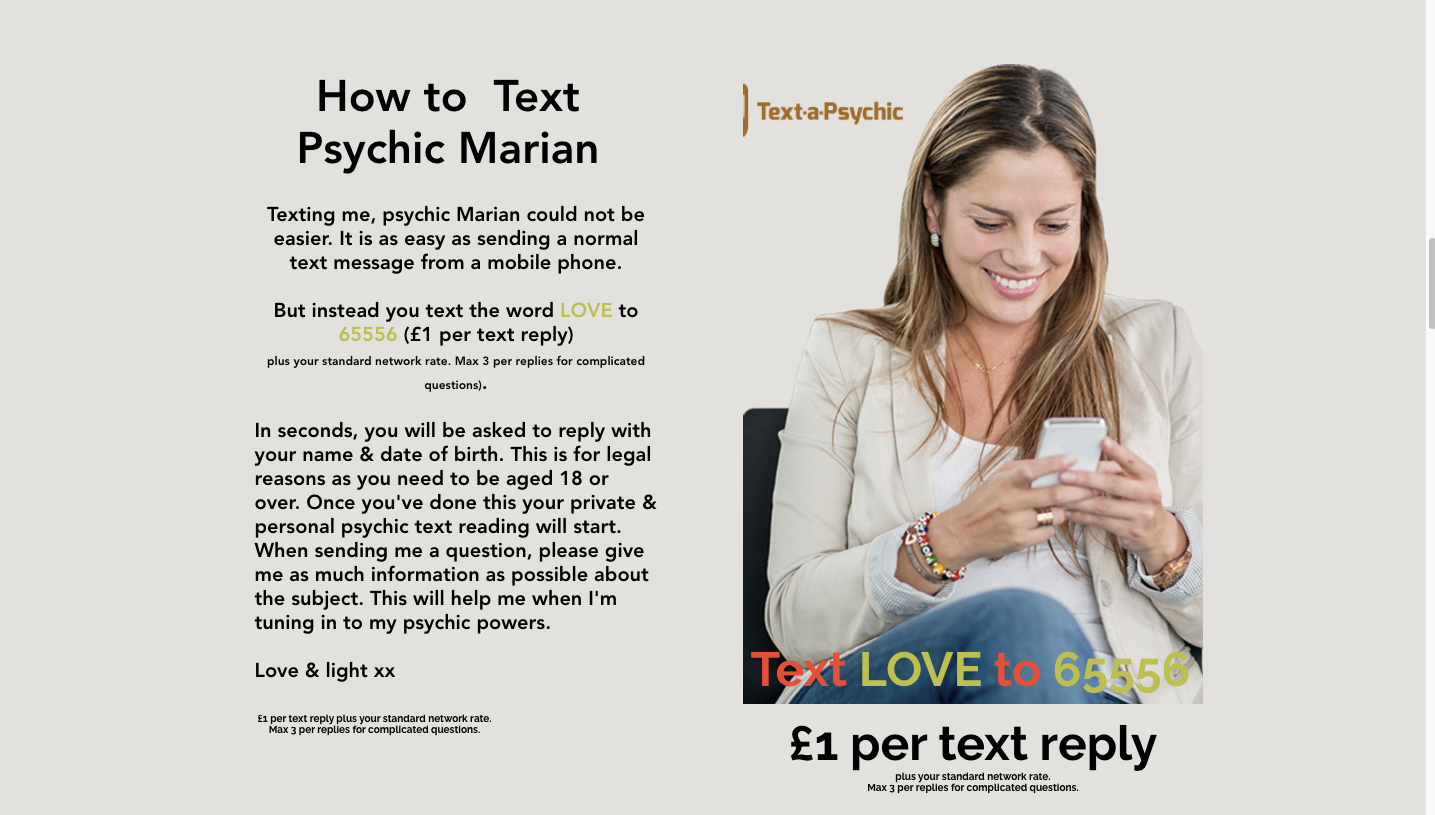 How to  Text
Psychic Marian
Texting me, psychic Marian could not be
easier. It is as easy as sending a normal
text message from a mobile phone.
But instead you text the word LOVE to
65556 (£1 per text reply)
plus your standard network rate. Max 3 per replies for complicated
questions).
In seconds, you will be asked to reply with
your name & date of birth. This is for legal
reasons as you need to be aged 18 or
over. Once you've done this your private &
personal psychic text reading will start.
When sending me a question, please give
me as much information as possible about
the subject. This will help me when I'm
tuning in to my psychic powers.
Love & light xx
£1 per text reply plus your standard network rate.
Max 3 per replies for complicated questions.
Text-a-Psychic
Text LOVE to 65556
£1 per text reply
plus your standard network rate.
Max 3 per replies for complicated questions.